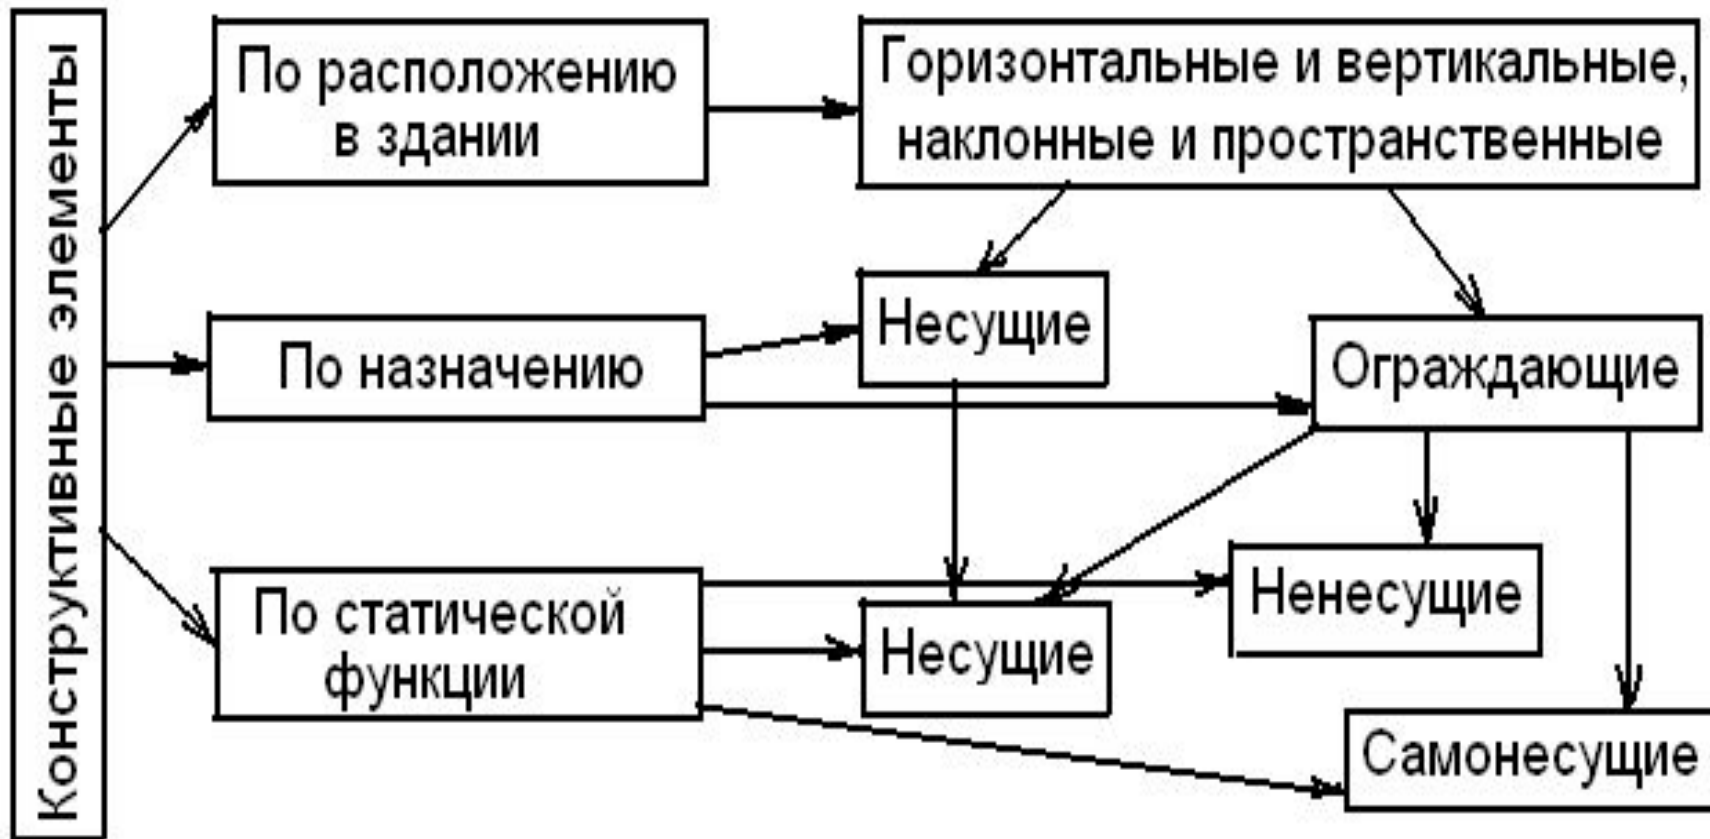 Конструктивные элементы
По расположению
в здании
Горизонтальные и вертикальные,
наклонные и пространственные
По назначению
Несущие
Ограждающие
По статической
функции
Несущие
Ненесущие
Самонесущие